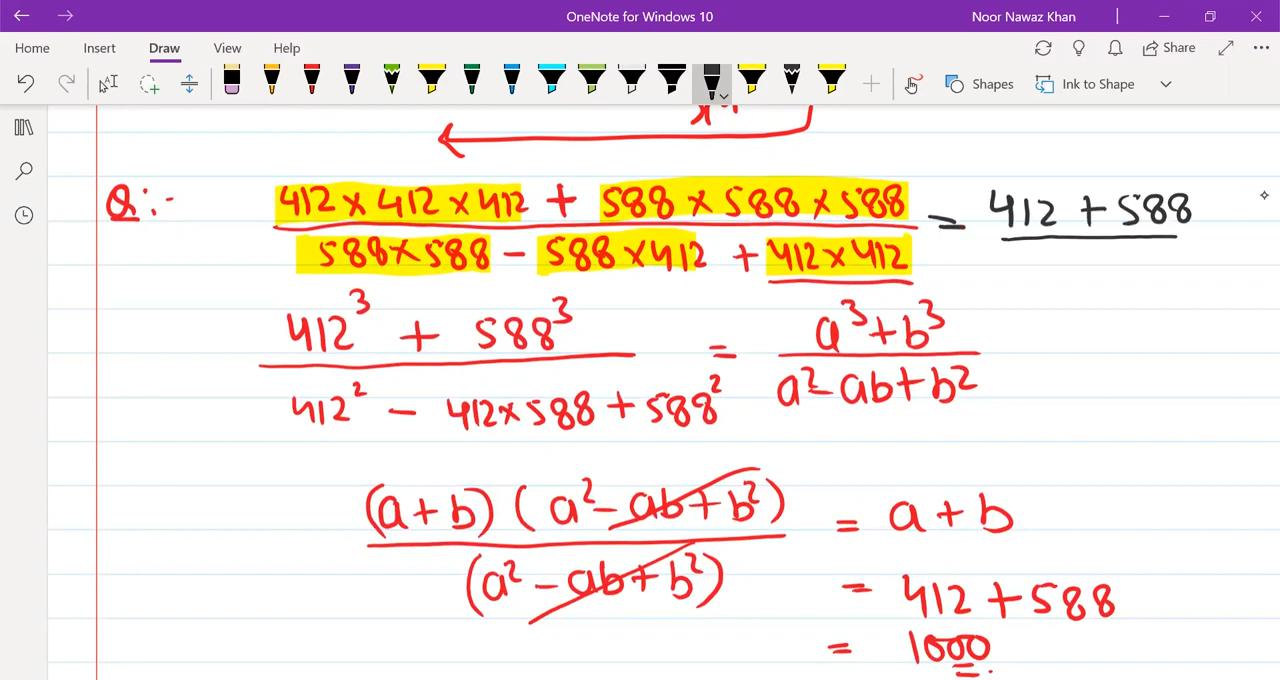 OneNote for Windows 10
Noor Nawaz Khan
Home Insert Draw View Help
Share
Shapes
Ink to Shape
Q:-
412 × 412 × 412 + 588 × 588 × 588 = 412 + 588
588×588 − 588×412 + 412×412
412³ + 588³ = a³+b³
412² − 412×588 + 588² a²-ab+b²
(a+b) (a²-ab+b²) = a+b
(a²-ab+b²)
= 412+588
= 1000